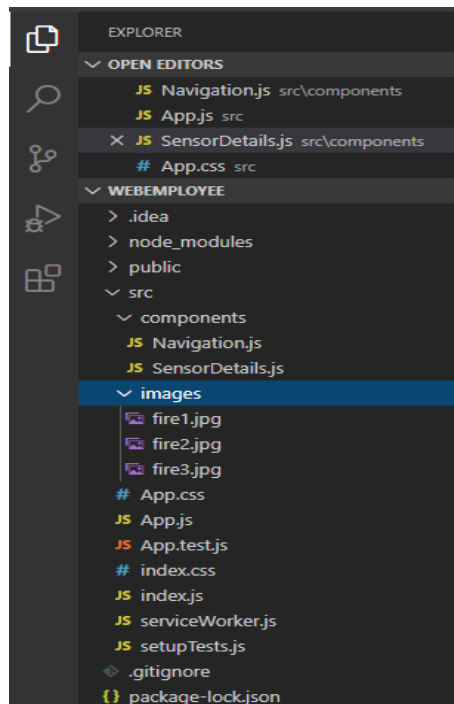 EXPLORER
OPEN EDITORS
JS Navigation.js src\components
JS App.js src
JS SensorDetails.js src\components
# App.css src
WEBEMPLOYEE
.idea
node_modules
public
src
components
JS Navigation.js
JS SensorDetails.js
images
fire1.jpg
fire2.jpg
fire3.jpg
# App.css
JS App.js
JS App.test.js
# index.css
JS index.js
JS serviceWorker.js
JS setupTests.js
.gitignore
{} package-lock.json